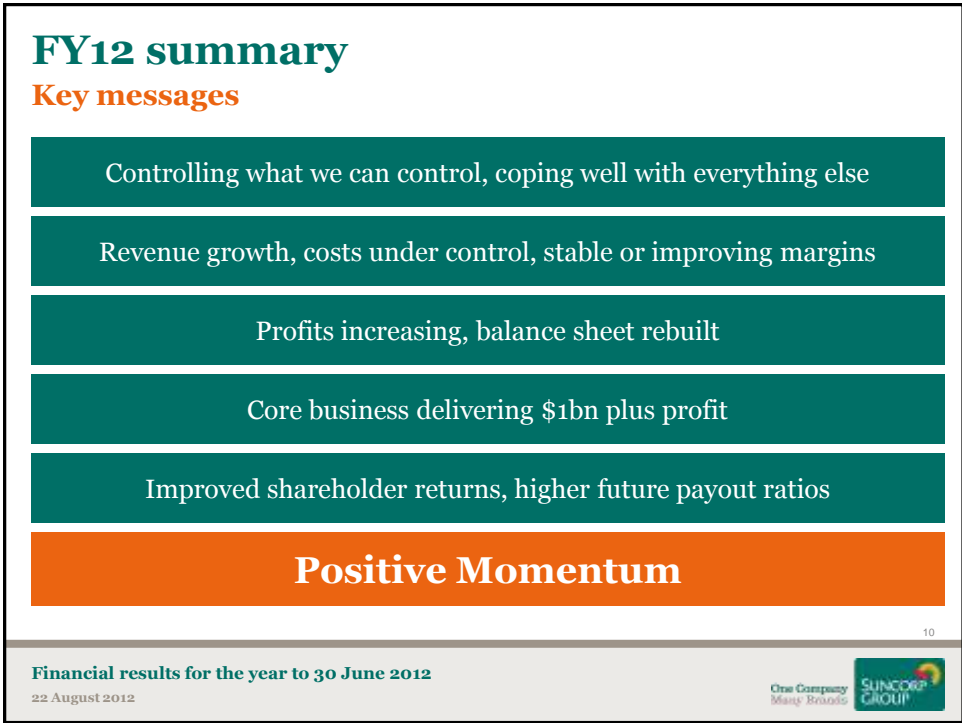 FY12 summary
Key messages
Controlling what we can control, coping well with everything else
Revenue growth, costs under control, stable or improving margins
Profits increasing, balance sheet rebuilt
Core business delivering $1bn plus profit
Improved shareholder returns, higher future payout ratios
Positive Momentum
10
Financial results for the year to 30 June 2012
22 August 2012
One Company
Many Brands
SUNCORP
GROUP